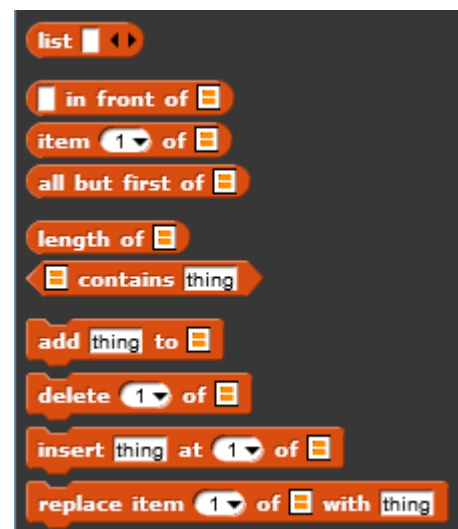 list
in front of
item 1 of
all but first of
length of
contains thing
add thing to
delete 1 of
insert thing at 1 of
replace item 1 of with thing